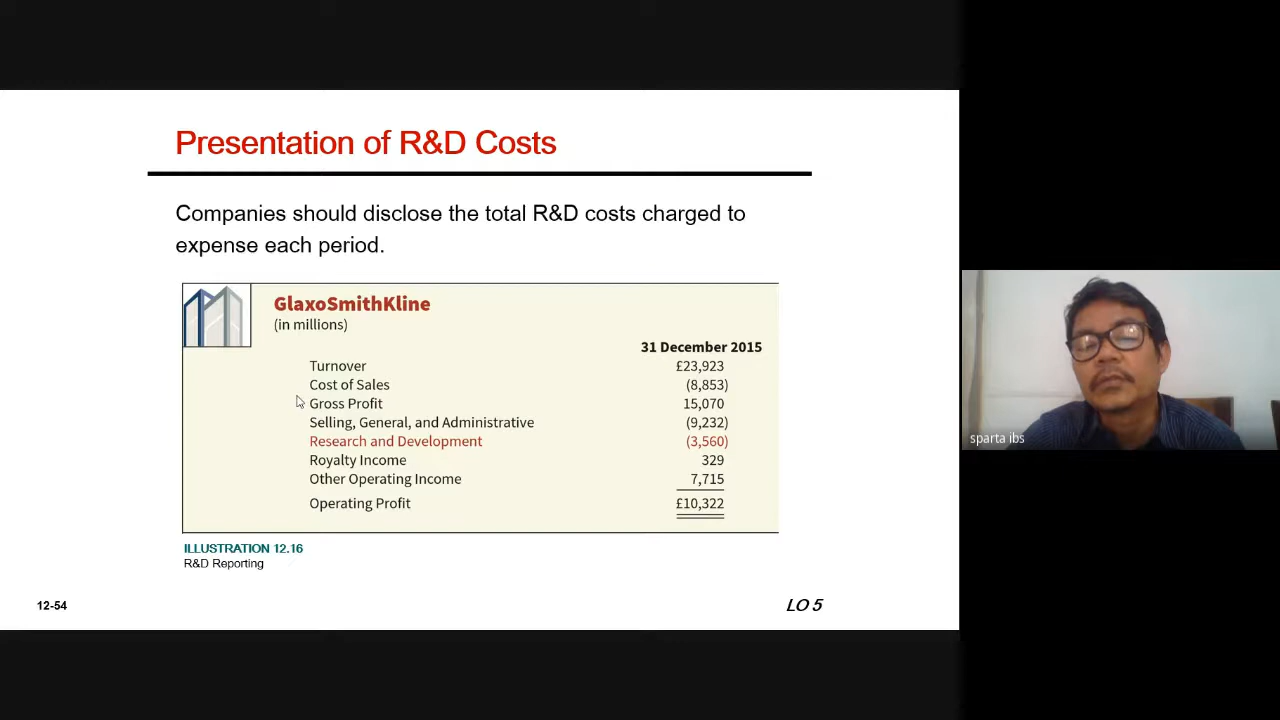 Presentation of R&D Costs
Companies should disclose the total R&D costs charged to
expense each period.
GlaxoSmithKline
(in millions)
31 December 2015
Turnover £23,923
Cost of Sales (8,853)
Gross Profit 15,070
Selling, General, and Administrative (9,232)
Research and Development (3,560)
Royalty Income 329
Other Operating Income 7,715
Operating Profit £10,322
ILLUSTRATION 12.16
R&D Reporting
12-54
LO 5
sparta ibs